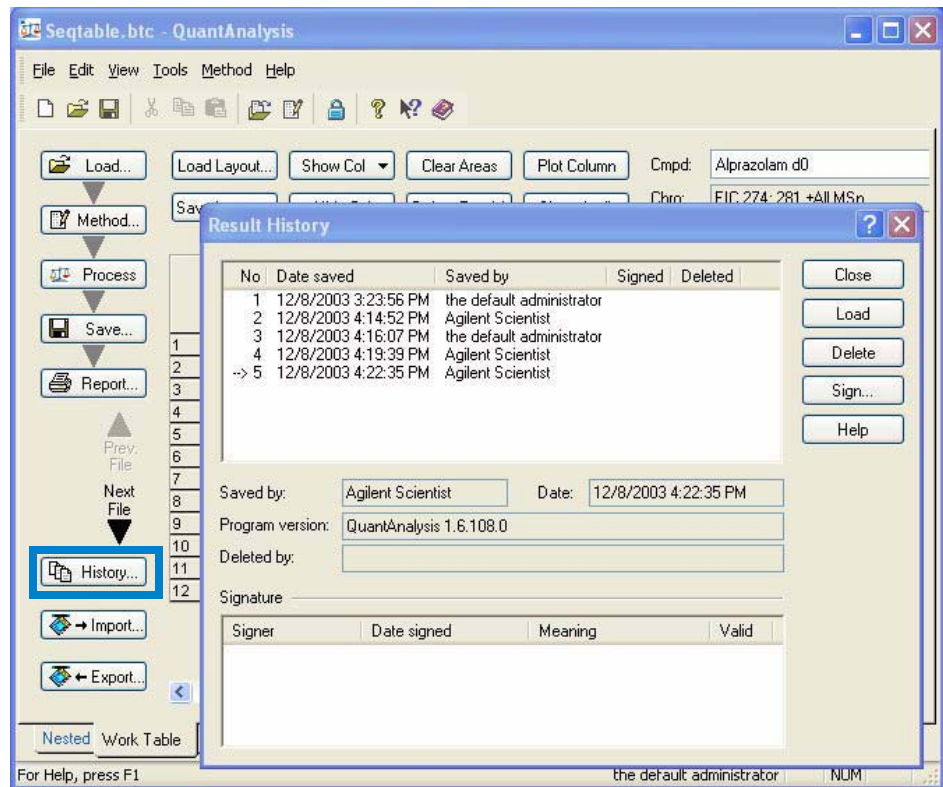 Seqtable.btc - QuantAnalysis
File Edit View Tools Method Help
Load... Load Layout... Show Col Clear Areas Plot Column Cmpd: Alprazolam d0
Chro: EIC 274; 281 +All MSn
Method...
Process
Save...
Report...
Prev.
File
Next
File
History...
Import...
Export...
1
2
3
4
5
6
7
8
9
10
11
12
Result History
No Date saved Saved by Signed Deleted
1 12/8/2003 3:23:56 PM the default administrator
2 12/8/2003 4:14:52 PM Agilent Scientist
3 12/8/2003 4:16:07 PM the default administrator
4 12/8/2003 4:19:39 PM Agilent Scientist
--> 5 12/8/2003 4:22:35 PM Agilent Scientist
Close
Load
Delete
Sign...
Help
Saved by: Agilent Scientist Date: 12/8/2003 4:22:35 PM
Program version: QuantAnalysis 1.6.108.0
Deleted by:
Signature
Signer Date signed Meaning Valid
Nested Work Table
For Help, press F1 the default administrator NUM